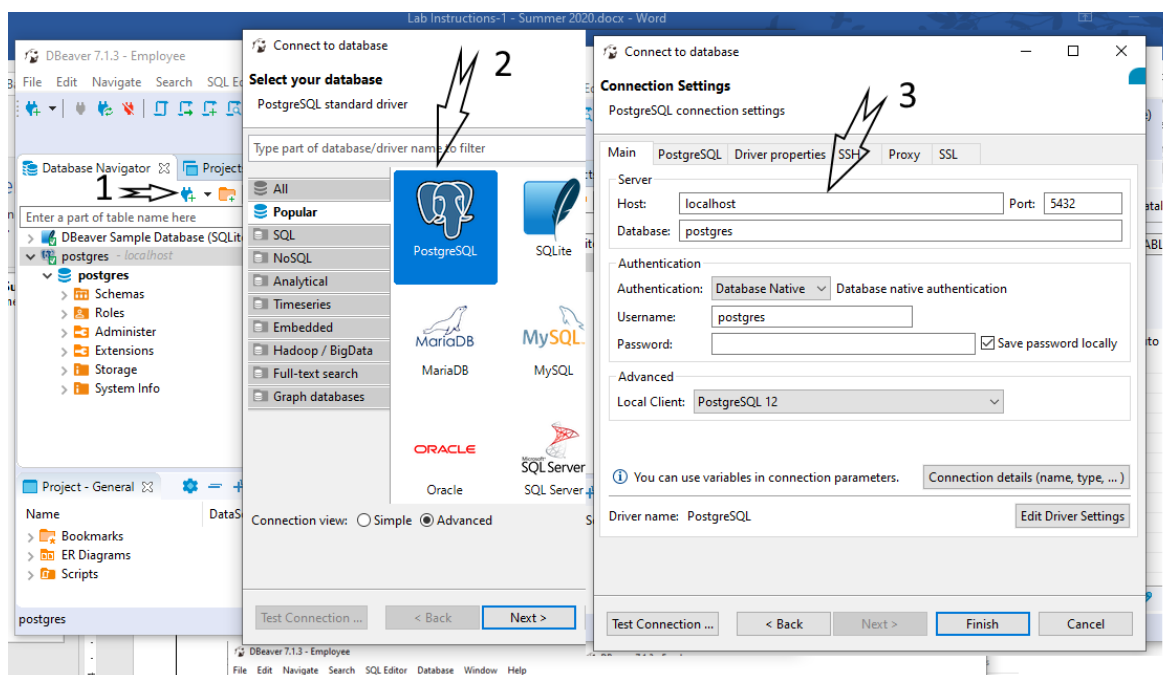 Lab Instructions-1 - Summer 2020.docx - Word
DBeaver 7.1.3 - Employee
File Edit Navigate Search SQL Ed
Database Navigator Project
1
Enter a part of table name here
DBeaver Sample Database (SQLit
postgres - localhost
postgres
Schemas
Roles
Administer
Extensions
Storage
System Info
Project - General
Name DataS
Bookmarks
ER Diagrams
Scripts
postgres
Connect to database
2
Select your database
PostgreSQL standard driver
Type part of database/driver name to filter
All
Popular
SQL
NoSQL
Analytical
Timeseries
Embedded
Hadoop / BigData
Full-text search
Graph databases
PostgreSQL
SQLite
MariaDB
MySQL
MariaDB
MySQL
ORACLE
Microsoft
SQL Server
Oracle
SQL Server
Connection view: Simple Advanced
Test Connection ... < Back Next >
Connect to database
Connection Settings
3
PostgreSQL connection settings
Main PostgreSQL Driver properties SSH Proxy SSL
Server
Host: localhost Port: 5432
Database: postgres
Authentication
Authentication: Database Native Database native authentication
Username: postgres
Password: Save password locally
Advanced
Local Client: PostgreSQL 12
You can use variables in connection parameters. Connection details (name, type, ... )
Driver name: PostgreSQL Edit Driver Settings
Test Connection ... < Back Next > Finish Cancel
DBeaver 7.1.3 - Employee
File Edit Navigate Search SQL Editor Database Window Help